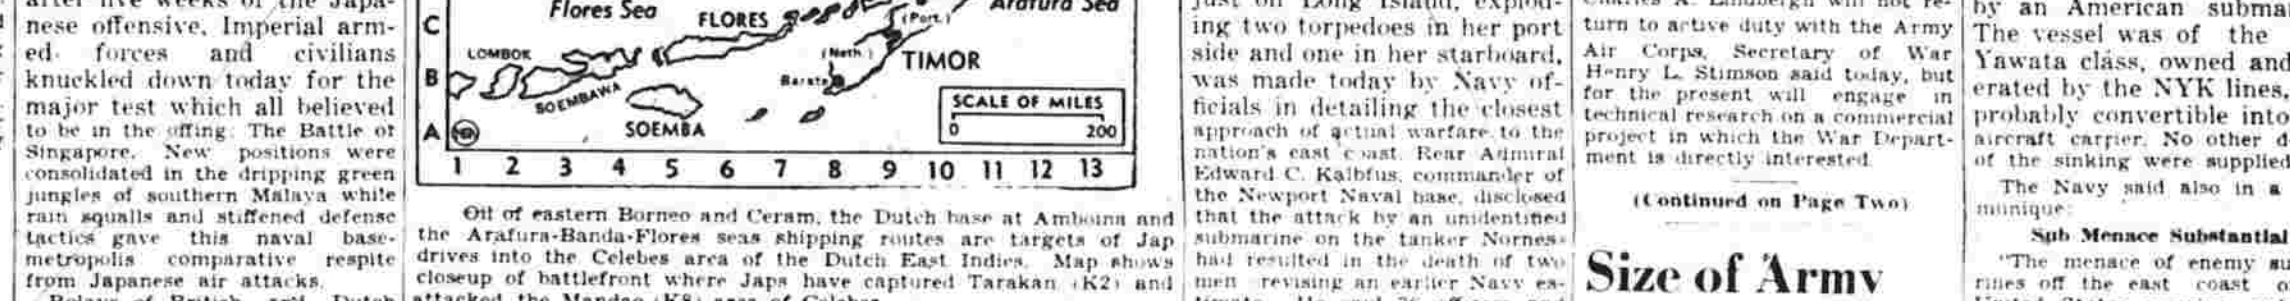 nese offensive, Imperial arm-
ed forces and civilians
knuckled down today for the
major test which all believed
to be in the offing: The Battle of
Singapore. New positions were
consolidated in the dripping green
jungles of southern Malaya while
rain squalls and stiffened defense
tactics gave this naval base-
metropolis comparative respite
from Japanese air attacks.
Flores Sea
FLORES
(Port.)
Arafura Sea
C
LOMBOK
(Neth.)
TIMOR
B
SOEMBAWA
SCALE OF MILES
SOEMBA
0 200
A
1 2 3 4 5 6 7 8 9 10 11 12 13
Oil of eastern Borneo and Ceram, the Dutch base at Amboina and
the Arafura-Banda-Flores seas shipping routes are targets of Jap
drives into the Celebes area of the Dutch East Indies. Map shows
closeup of battlefront where Japs have captured Tarakan (K2) and
attacked the
just off Long Island, explod-
ing two torpedoes in her port
side and one in her starboard,
was made today by Navy of-
ficials in detailing the closest
approach of actual warfare to the
nation's east coast. Rear Admiral
Edward C. Kalbfus, commander of
the Newport Naval base, disclosed
that the attack by an unidentified
submarine on the tanker Nornes-
had resulted in the death of two
men revising an earlier Navy es-
turn to active duty with the Army
Air Corps, Secretary of War
Henry L. Stimson said today, but
for the present will engage in
technical research on a commercial
project in which the War Depart-
ment is directly interested.
(Continued on Page Two)
Size of Army
by an American subma
The vessel was of the
Yawata class, owned and
erated by the NYK lines,
probably convertible into
aircraft carrier. No other d
of the sinking were supplied
The Navy said also in a
munique:
Sub Menace Substantial
"The menace of enemy su
rines off the east coast o